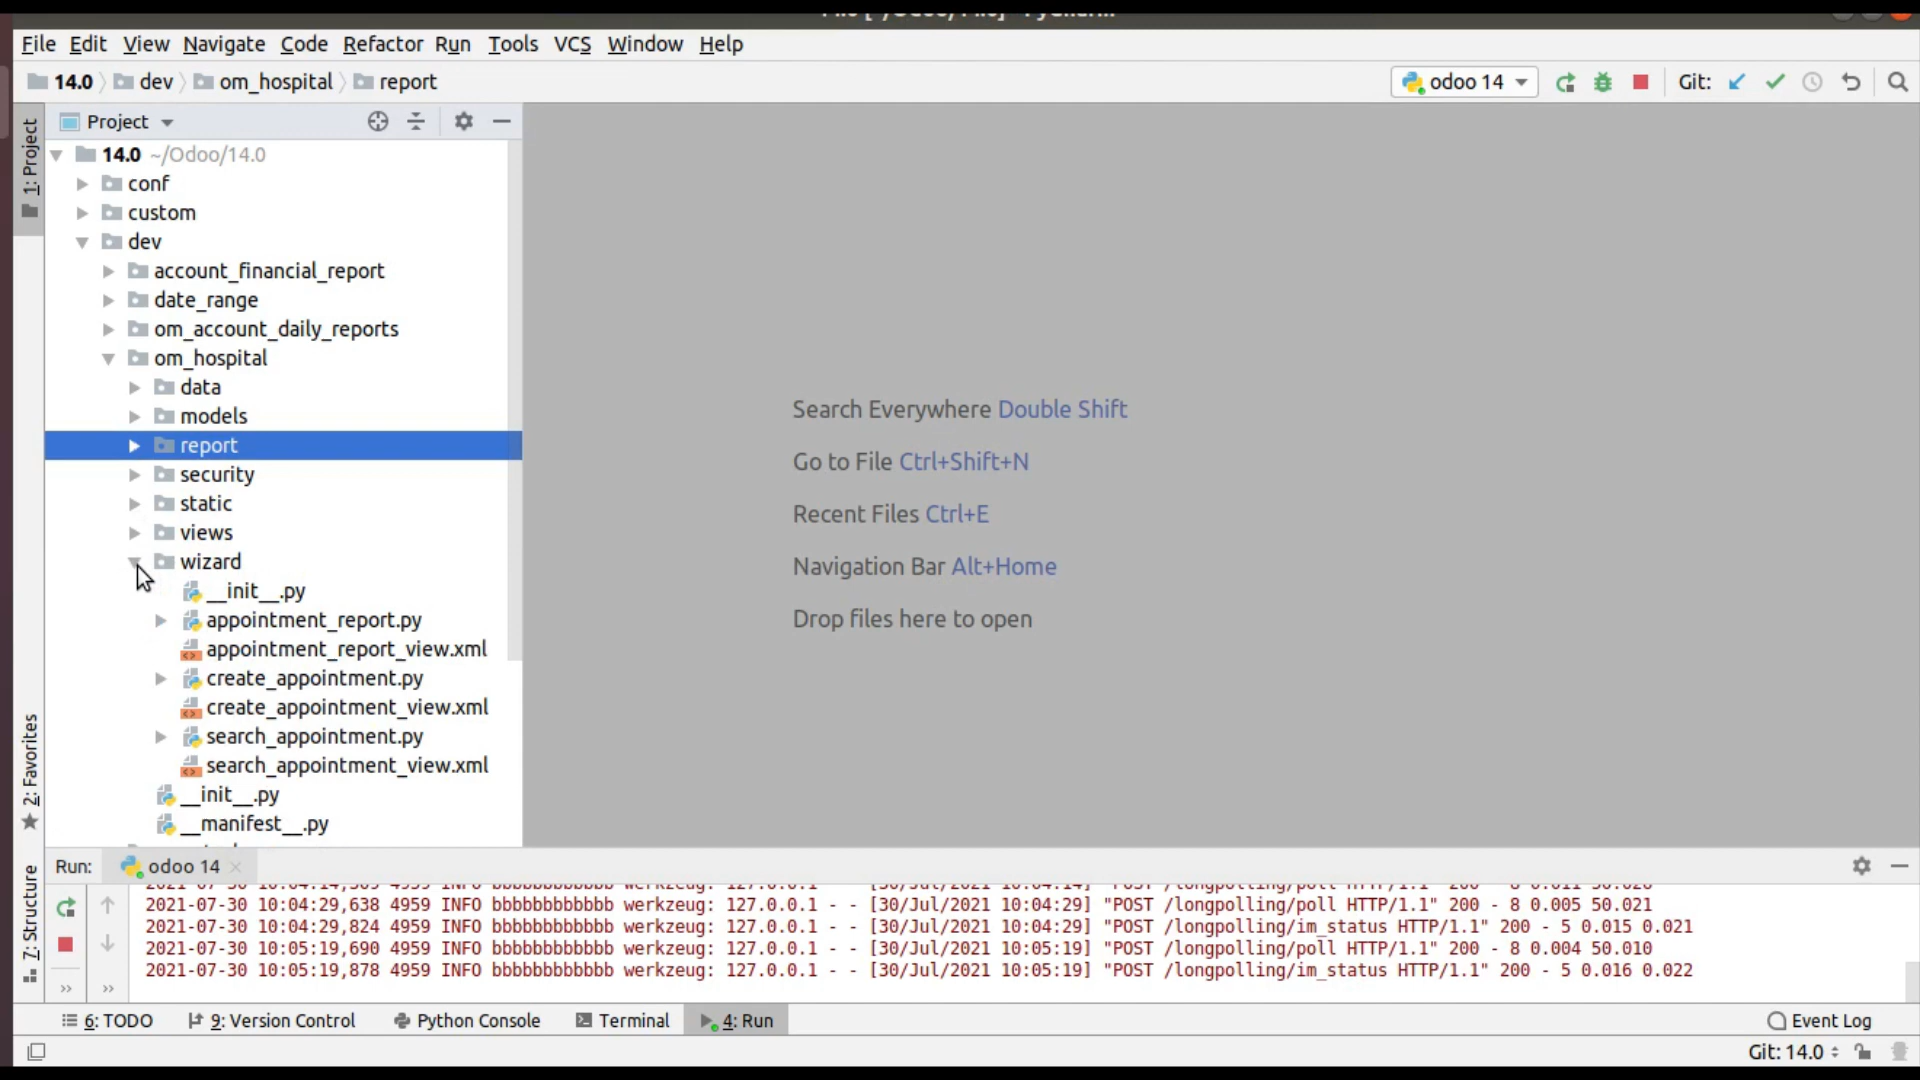 File Edit View Navigate Code Refactor Run Tools VCS Window Help
14.0 dev om_hospital report odoo 14 Git:
Project
1: Project
14.0 ~/Odoo/14.0
conf
custom
dev
account_financial_report
date_range
om_account_daily_reports
om_hospital
data
models
report
security
static
views
wizard
__init__.py
appointment_report.py
appointment_report_view.xml
create_appointment.py
create_appointment_view.xml
search_appointment.py
search_appointment_view.xml
__init__.py
__manifest__.py
Search Everywhere Double Shift
Go to File Ctrl+Shift+N
Recent Files Ctrl+E
Navigation Bar Alt+Home
Drop files here to open
2: Favorites
7: Structure
Run: odoo 14
2021-07-30 10:04:29,638 4959 INFO bbbbbbbbbbbb werkzeug: 127.0.0.1 - - [30/Jul/2021 10:04:29] "POST /longpolling/poll HTTP/1.1" 200 - 8 0.005 50.021
2021-07-30 10:04:29,824 4959 INFO bbbbbbbbbbbb werkzeug: 127.0.0.1 - - [30/Jul/2021 10:04:29] "POST /longpolling/im_status HTTP/1.1" 200 - 5 0.015 0.021
2021-07-30 10:05:19,690 4959 INFO bbbbbbbbbbbb werkzeug: 127.0.0.1 - - [30/Jul/2021 10:05:19] "POST /longpolling/poll HTTP/1.1" 200 - 8 0.004 50.010
2021-07-30 10:05:19,878 4959 INFO bbbbbbbbbbbb werkzeug: 127.0.0.1 - - [30/Jul/2021 10:05:19] "POST /longpolling/im_status HTTP/1.1" 200 - 5 0.016 0.022
6: TODO 9: Version Control Python Console Terminal 4: Run Event Log
Git: 14.0